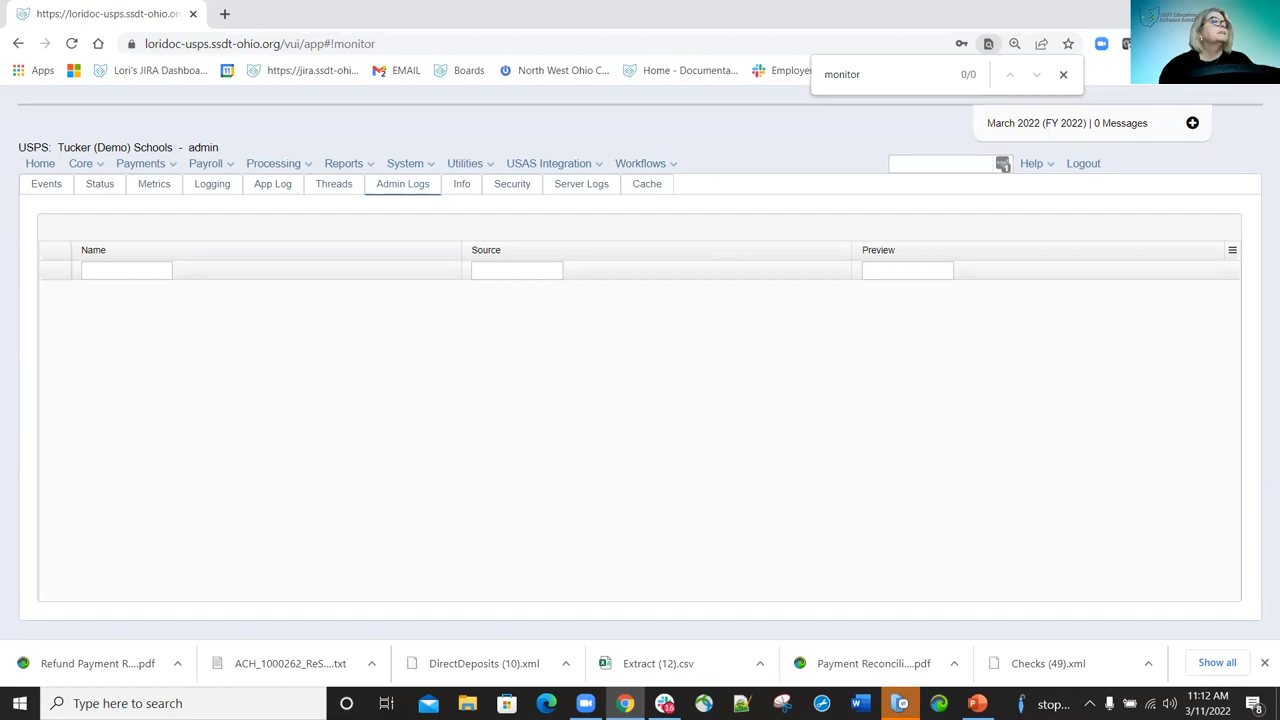 https://loridoc-usps.ssdt-ohio.o
loridoc-usps.ssdt-ohio.org/vui/app#!monitor
Apps
Lori's JIRA Dashboa...
https://jira.ssdt-ohi...
EMAIL
Boards
North West Ohio C...
Home - Documenta...
Employer
monitor
0/0
March 2022 (FY 2022) | 0 Messages
USPS: Tucker (Demo) Schools - admin
Home Core Payments Payroll Processing Reports System Utilities USAS Integration Workflows Help Logout
Events Status Metrics Logging App Log Threads Admin Logs Info Security Server Logs Cache
Name Source Preview
Refund Payment R....pdf ACH_1000262_ReS....txt DirectDeposits (10).xml Extract (12).csv Payment Reconcili....pdf Checks (49).xml Show all
Type here to search
16
stop...
11:12 AM
3/11/2022
8